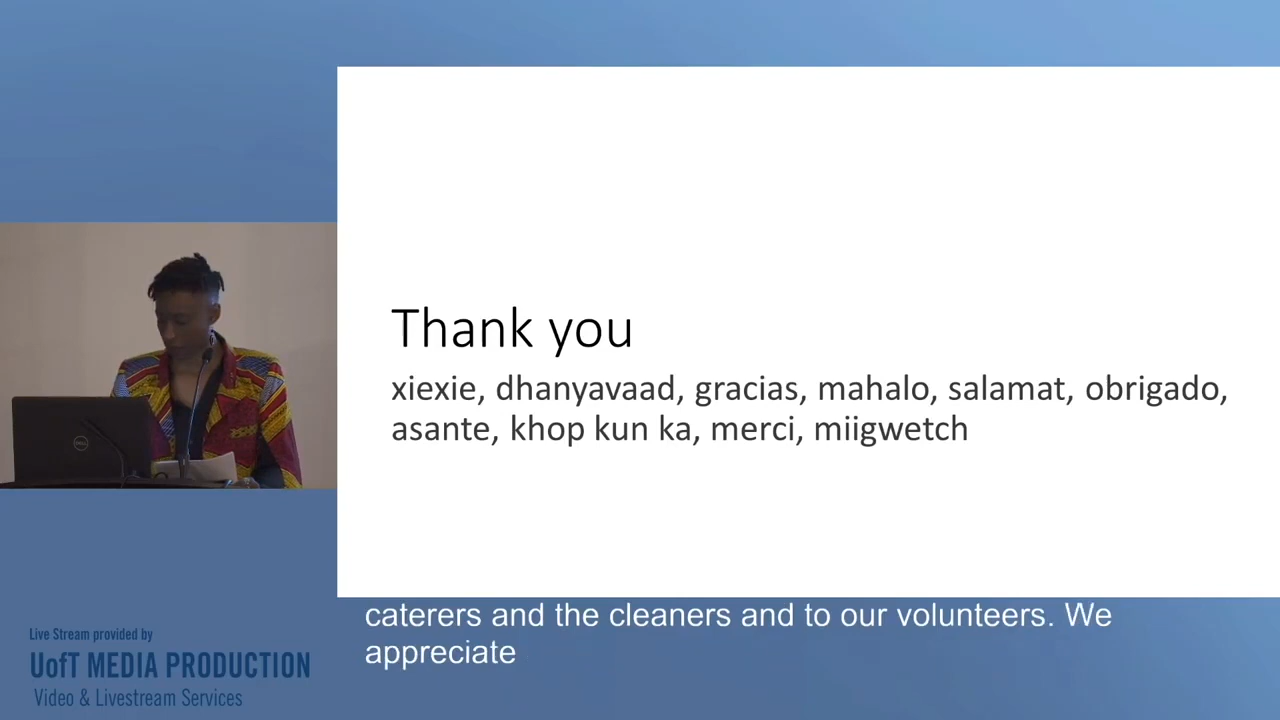 Thank you
xiexie, dhanyavaad, gracias, mahalo, salamat, obrigado,
asante, khop kun ka, merci, miigwetch
caterers and the cleaners and to our volunteers. We
appreciate
Live Stream provided by
UofT MEDIA PRODUCTION
Video & Livestream Services
DELL